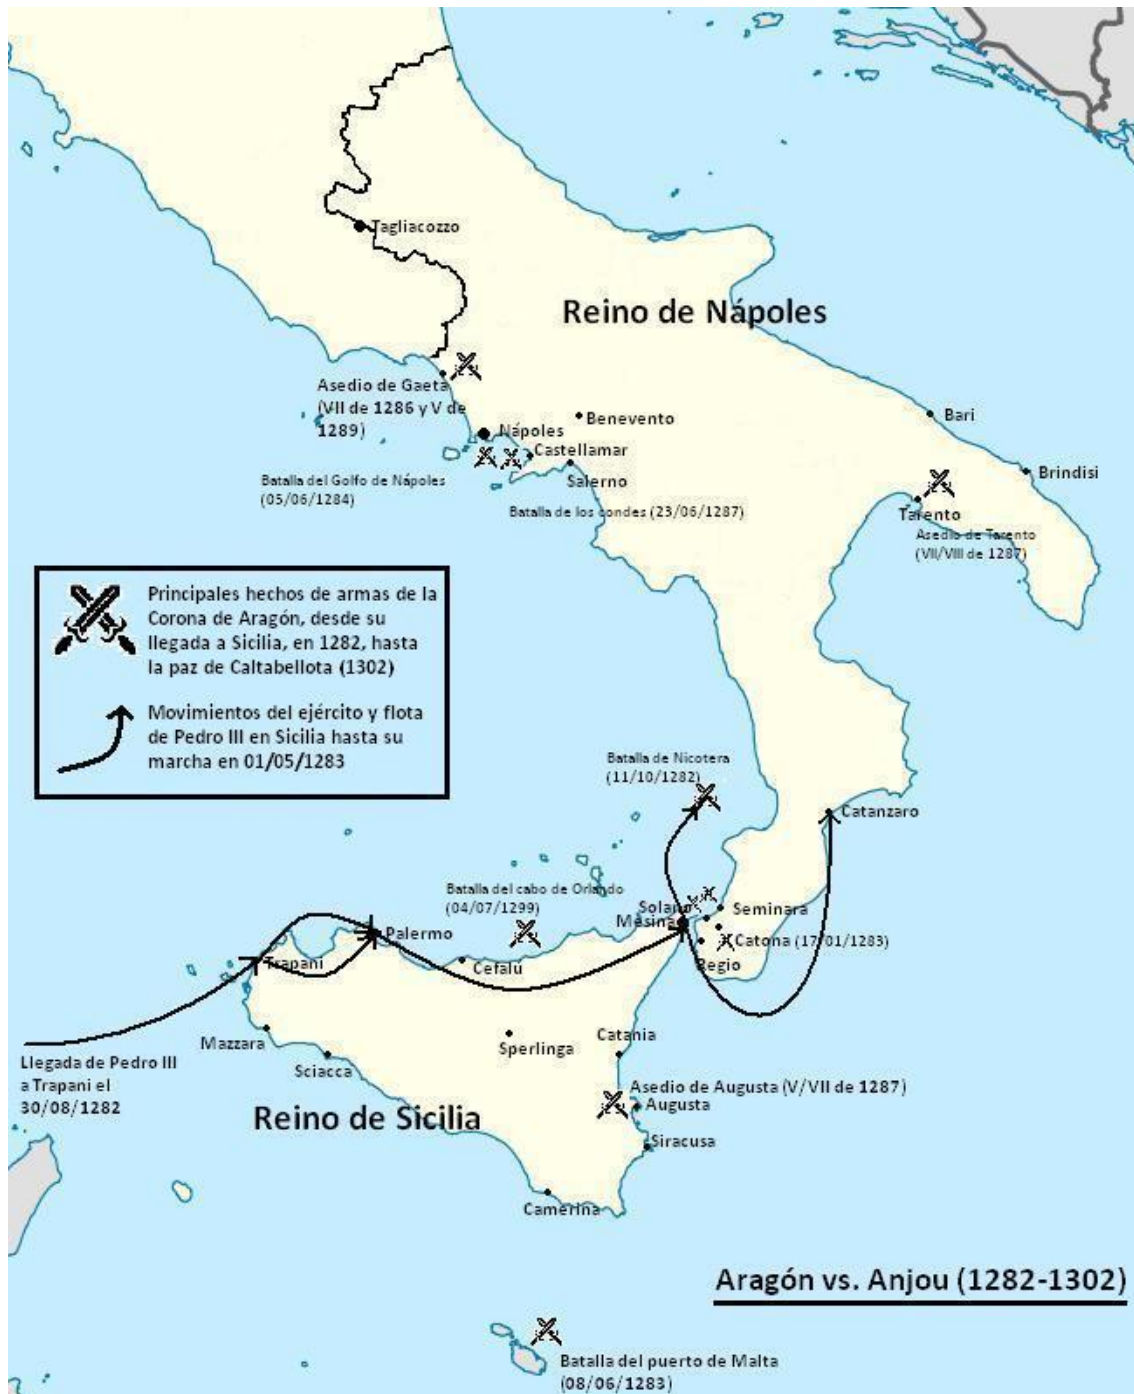 Tagliacozzo
Reino de Nápoles
Asedio de Gaeta
(VII de 1286 y V de
1289)
Benevento
Bari
Nápoles
Castellamar
Brindisi
Salerno
Batalla del Golfo de Nápoles
(05/06/1284)
Batalla de los condes (23/06/1287)
Tarento
Asedio de Tarento
(VII/VIII de 1287)
Principales hechos de armas de la
Corona de Aragón, desde su
llegada a Sicilia, en 1282, hasta
la paz de Caltabellota (1302)
Movimientos del ejército y flota
de Pedro III en Sicilia hasta su
marcha en 01/05/1283
Batalla de Nicotera
(11/10/1282)
Catanzaro
Batalla del cabo de Orlando
(04/07/1299)
Solano
Seminara
Mesina
Palermo
Catona (17/01/1283)
Trapani
Cefalu
Regio
Mazzara
Sperlinga
Catania
Sciacca
Llegada de Pedro III
a Trapani el
30/08/1282
Asedio de Augusta (V/VII de 1287)
Augusta
Reino de Sicilia
Siracusa
Camerina
Aragón vs. Anjou (1282-1302)
Batalla del puerto de Malta
(08/06/1283)